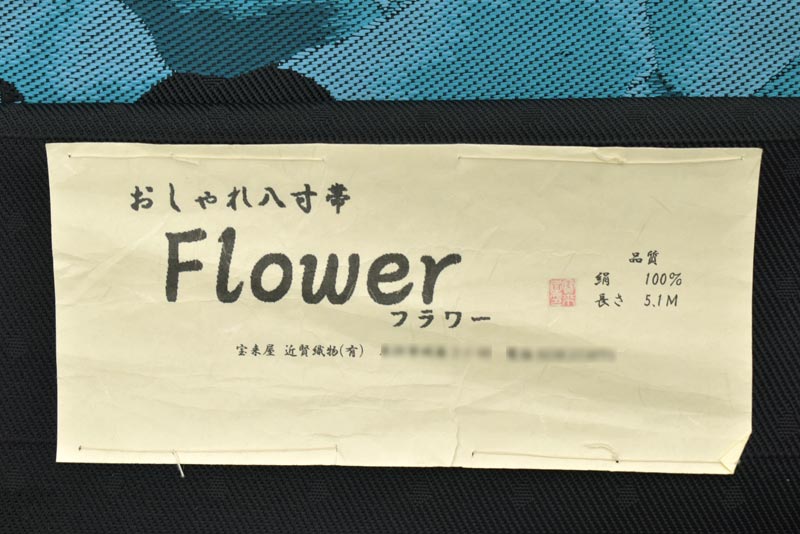 おしゃれ八寸帯
Flower
フラワー
品質
絹 100%
長さ 5.1M
宝来屋 近賢織物(有)